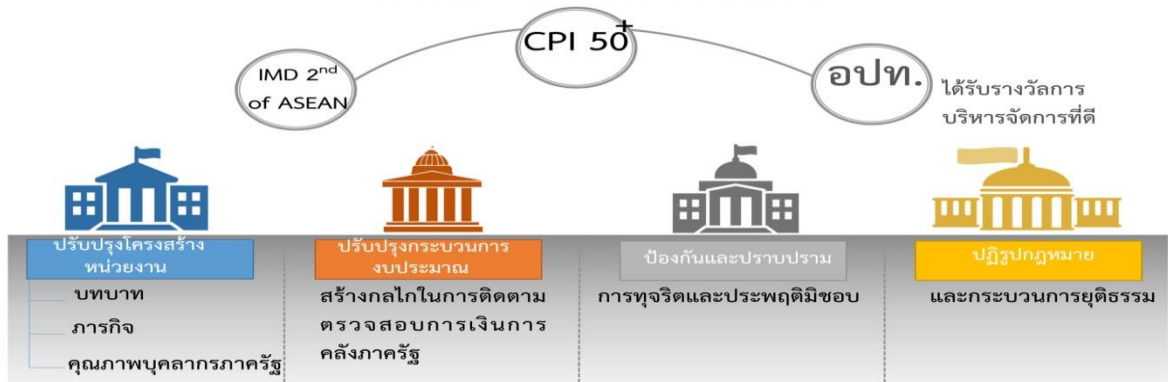 CPI 50+
IMD 2nd
of ASEAN
อปท.
ได้รับรางวัลการ
บริหารจัดการที่ดี
ปรับปรุงโครงสร้าง
หน่วยงาน
บทบาท
ภารกิจ
คุณภาพบุคลากรภาครัฐ
ปรับปรุงกระบวนการ
งบประมาณ
สร้างกลไกในการติดตาม
ตรวจสอบการเงินการ
คลังภาครัฐ
ป้องกันและปราบปราม
การทุจริตและประพฤติมิชอบ
ปฏิรูปกฎหมาย
และกระบวนการยุติธรรม